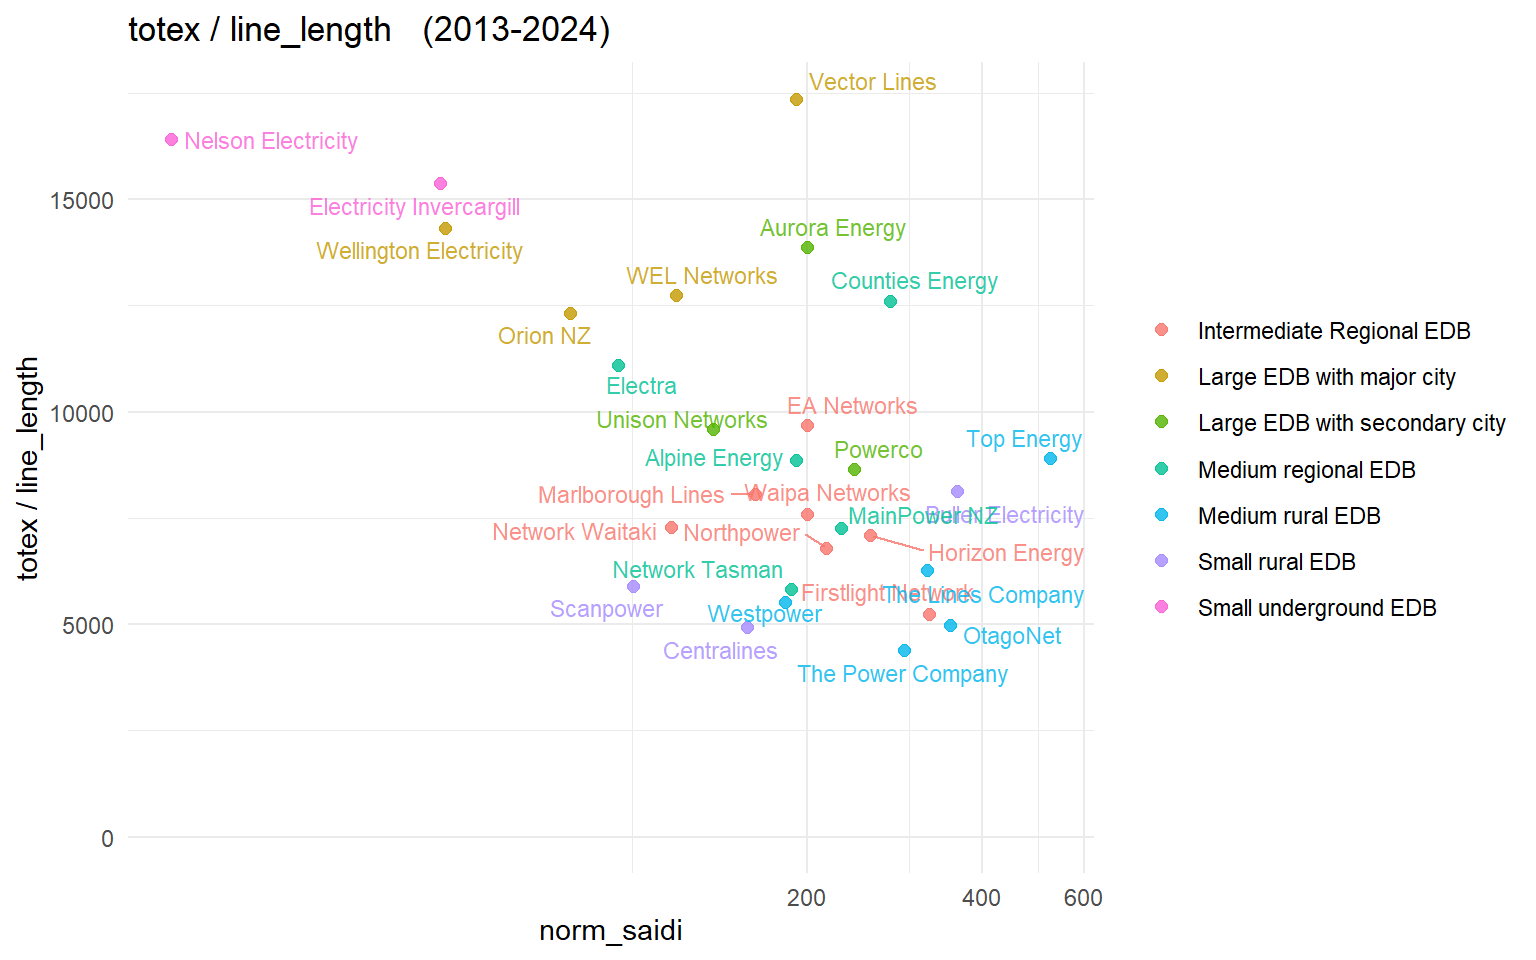 totex / line_length   (2013-2024)
Vector Lines
Nelson Electricity
15000
Electricity Invercargill
Aurora Energy
Wellington Electricity
WEL Networks
Counties Energy
Orion NZ
Electra
10000
EA Networks
Unison Networks
Top Energy
Powerco
Alpine Energy
Marlborough Lines
Waipa Networks
MainPower NZ
Buller Electricity
Network Waitaki
Northpower
Horizon Energy
Network Tasman
Firstlight Network
The Lines Company
Scanpower
Westpower
5000
OtagoNet
Centralines
The Power Company
0
200
400
600
norm_saidi
totex / line_length
Intermediate Regional EDB
Large EDB with major city
Large EDB with secondary city
Medium regional EDB
Medium rural EDB
Small rural EDB
Small underground EDB